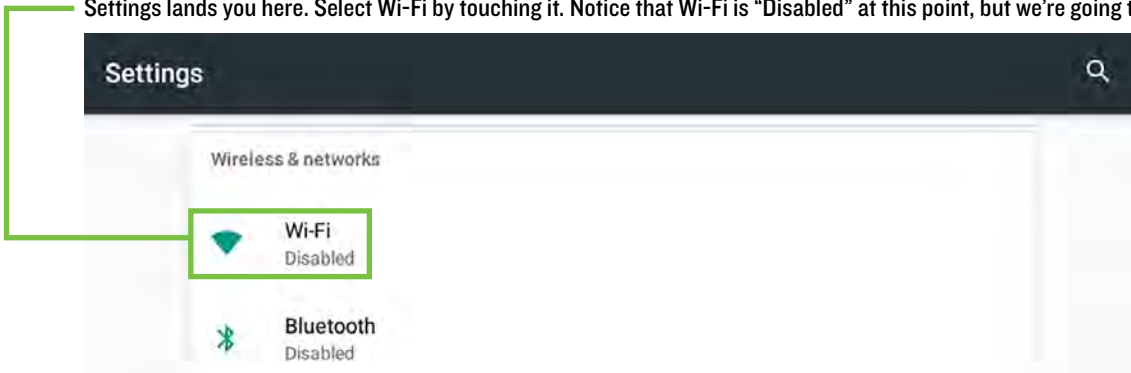 Settings lands you here. Select Wi-Fi by touching it. Notice that Wi-Fi is “Disabled” at this point, but we’re going
Settings
Wireless & networks
Wi-Fi
Disabled
Bluetooth
Disabled